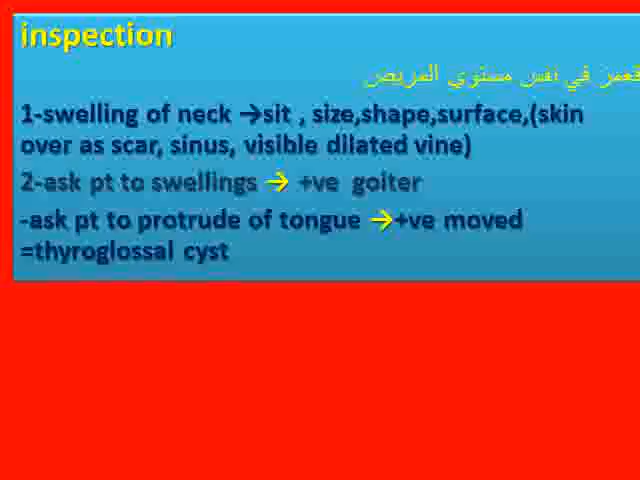 inspection
قعمز في نفس مستوي المريض
1-swelling of neck →sit , size,shape,surface,(skin
over as scar, sinus, visible dilated vine)
2-ask pt to swellings → +ve goiter
-ask pt to protrude of tongue →+ve moved
=thyroglossal cyst